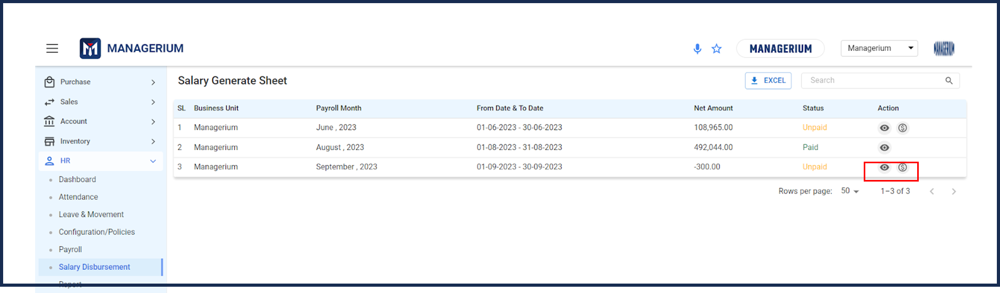 MANAGERIUM
MANAGERIUM
Managerium
MANAGERIUM
Purchase
Sales
Account
Inventory
HR
Dashboard
Attendance
Leave & Movement
Configuration/Policies
Payroll
Salary Disbursement
Report
Salary Generate Sheet
EXCEL
Search
SL Business Unit Payroll Month From Date & To Date Net Amount Status Action
1 Managerium June , 2023 01-06-2023 - 30-06-2023 108,965.00 Unpaid
2 Managerium August , 2023 01-08-2023 - 31-08-2023 492,044.00 Paid
3 Managerium September , 2023 01-09-2023 - 30-09-2023 -300.00 Unpaid
Rows per page: 50 1–3 of 3